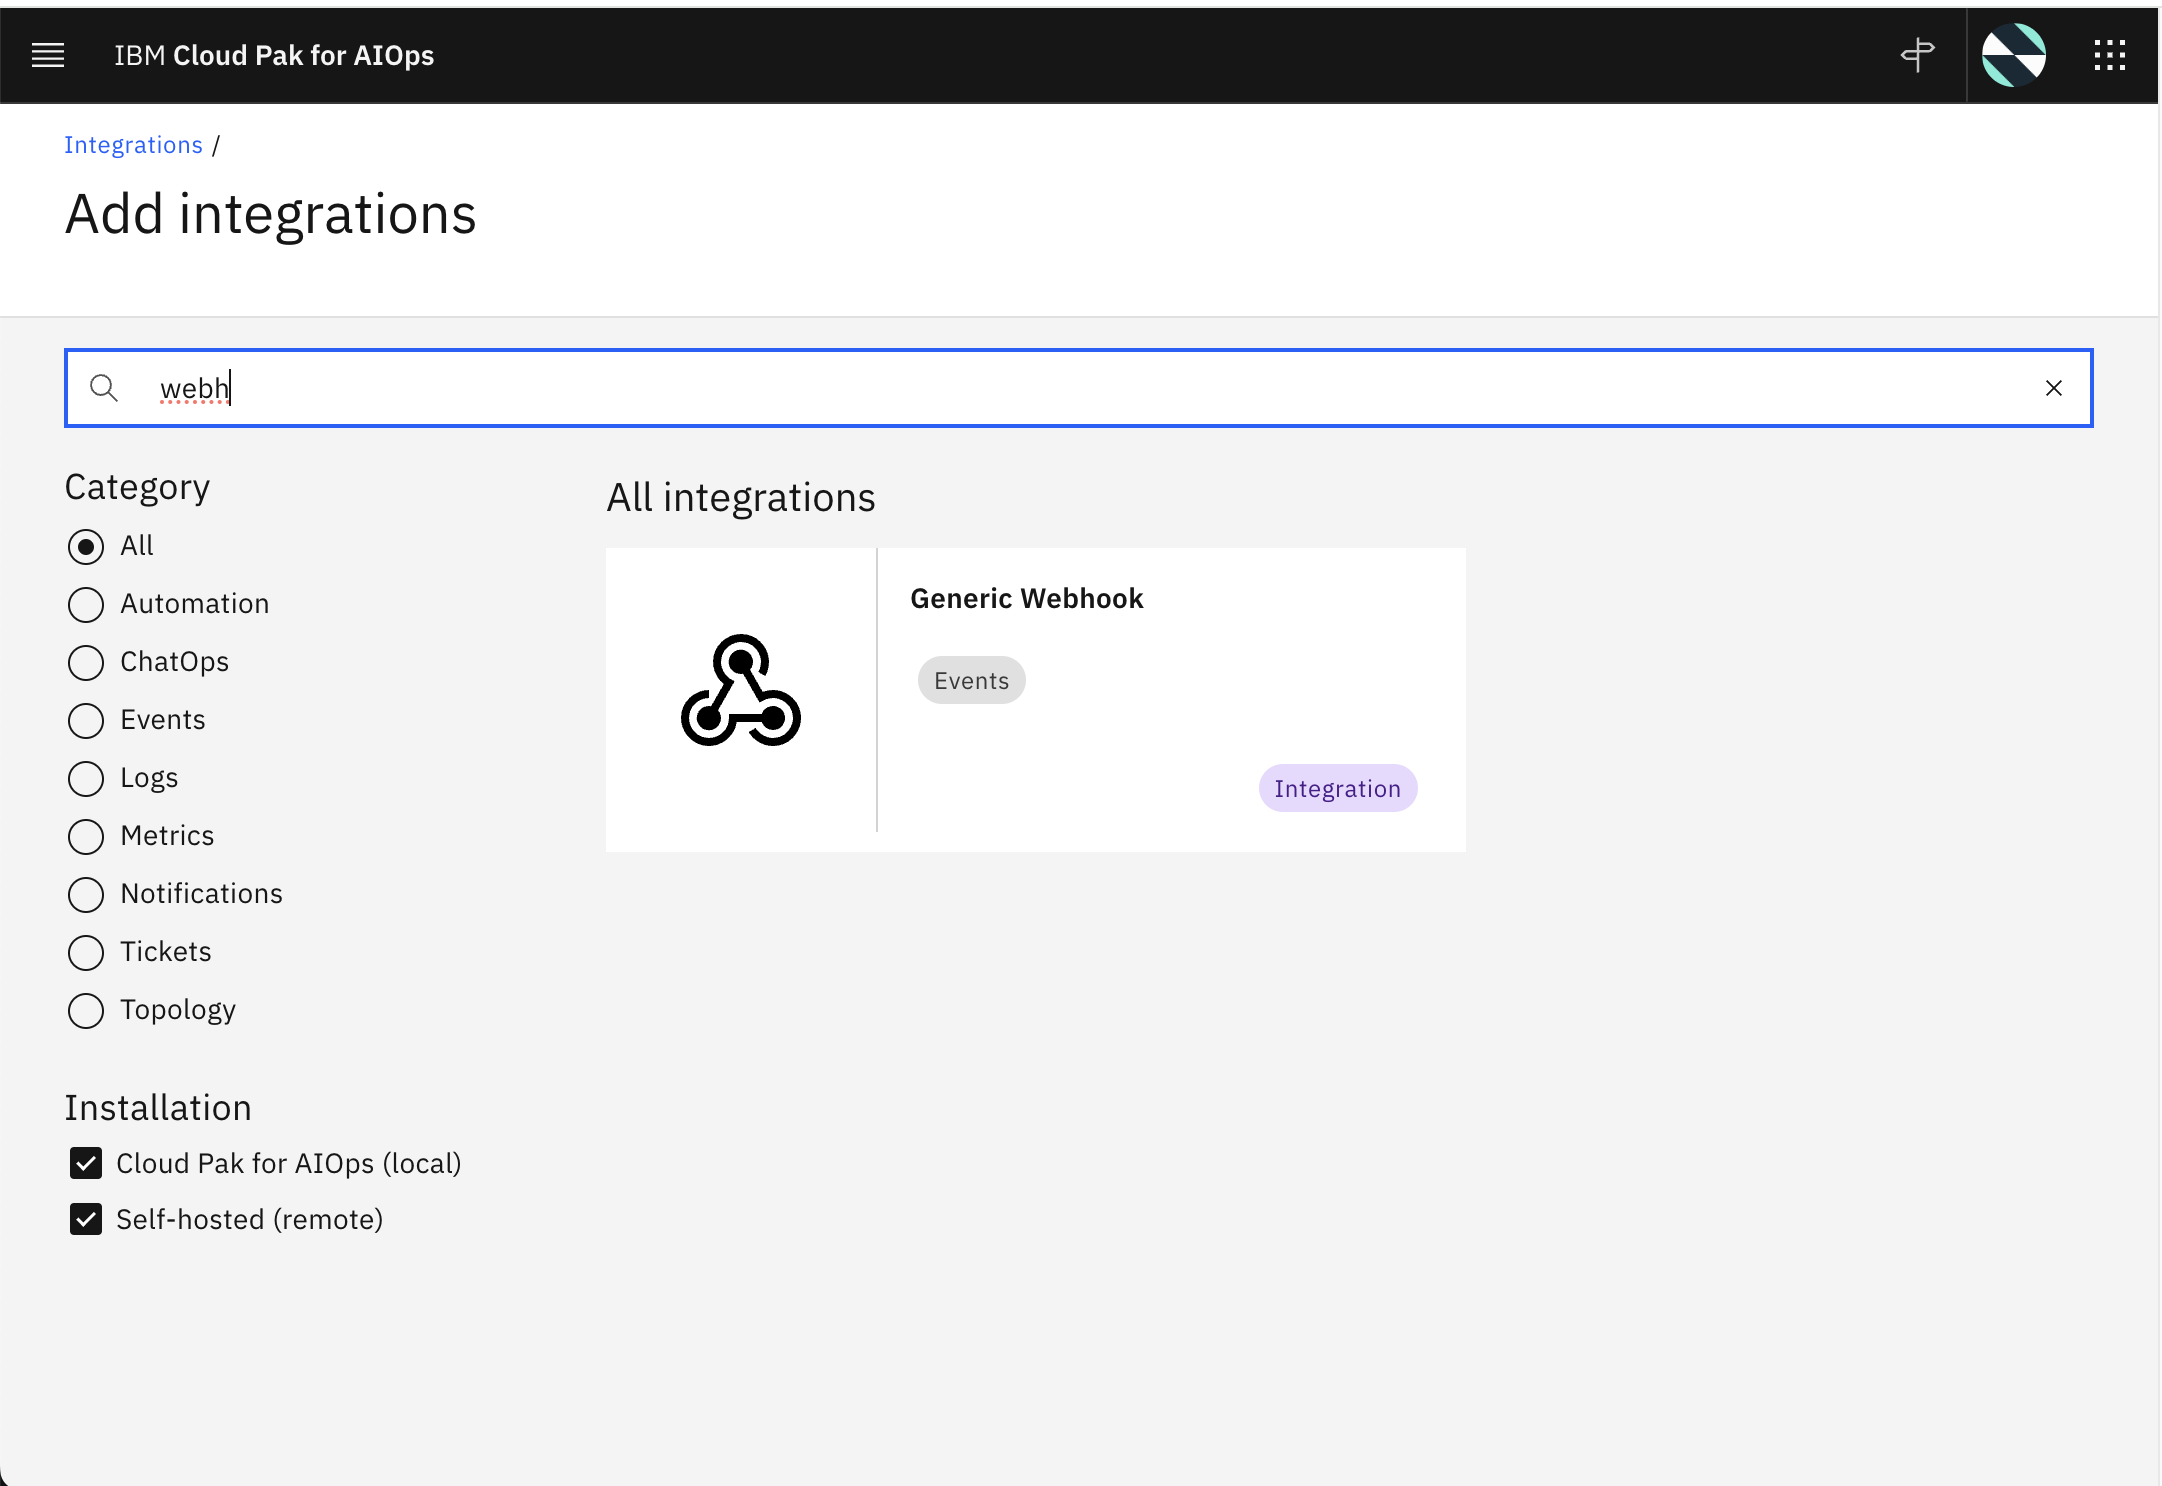 IBM Cloud Pak for AIOps
Integrations /
Add integrations
webh
Category
All
Automation
ChatOps
Events
Logs
Metrics
Notifications
Tickets
Topology
Installation
Cloud Pak for AIOps (local)
Self-hosted (remote)
All integrations
Generic Webhook
Events
Integration